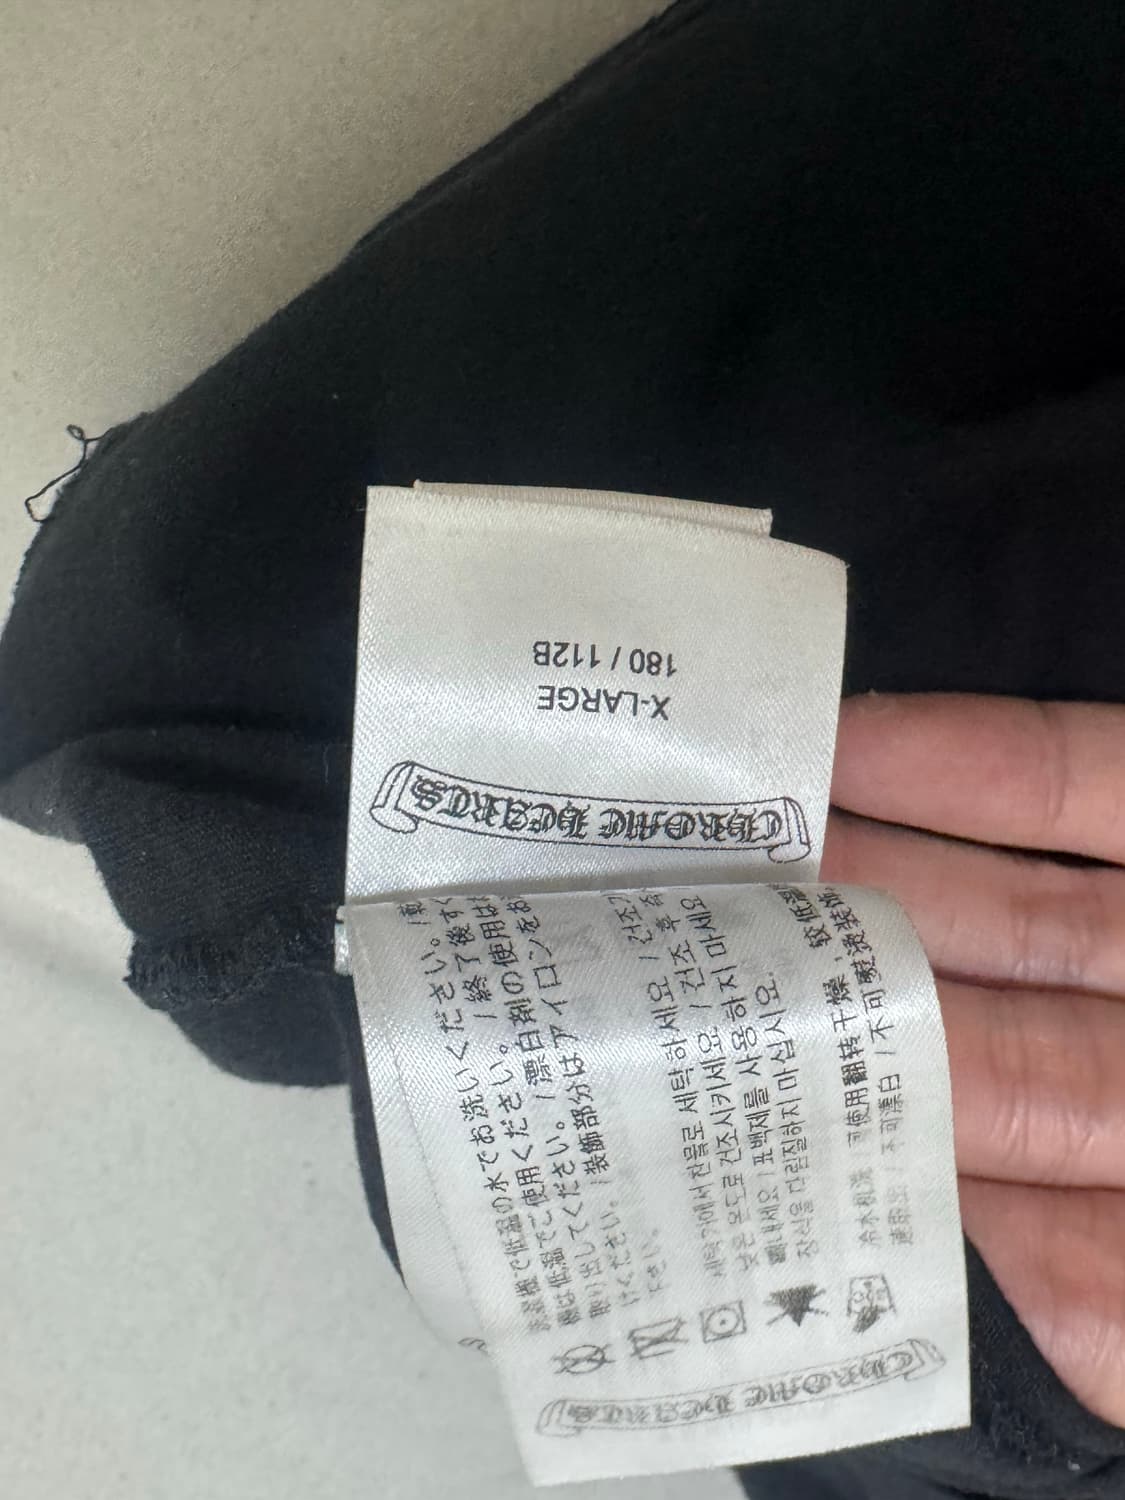 CHROME HEARTS
X-LARGE
180 / 112B
CHROME HEARTS
で低温の水でお洗いください。
は低温でご使用ください。 / 終了後すぐ
取り出してください。 / 漂白剤の使用は
ください。 / 装飾部分はアイロンをお
下さい。
세탁기에서 찬물로 세탁하세요 / 건조기
낮은 온도로 건조시키세요 / 건조 후
꺼내세요 / 표백제를 사용하지 마세요
장식을 다림질하지 마십시오.
冷水机洗 可使用翻转干燥,较低温
速取出 / 不可漂白 / 不可熨烫装饰